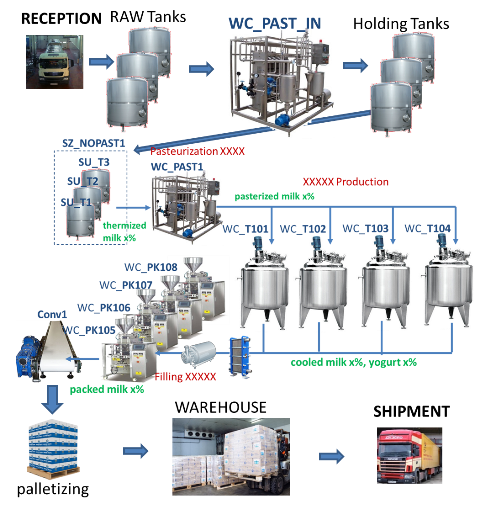 RECEPTION
RAW Tanks
WC_PAST_IN
Holding Tanks
SZ_NOPAST1
Pasteurization XXXX
SU_T3
WC_PAST1
SU_T2
XXXXX Production
SU_T1
pasterized milk x%
thermized
milk x%
WC_T101
WC_T102
WC_T103
WC_T104
WC_PK108
WC_PK107
WC_PK106
Conv1
WC_PK105
cooled milk x%, yogurt x%
Filling XXXXX
packed milk x%
WAREHOUSE
SHIPMENT
palletizing